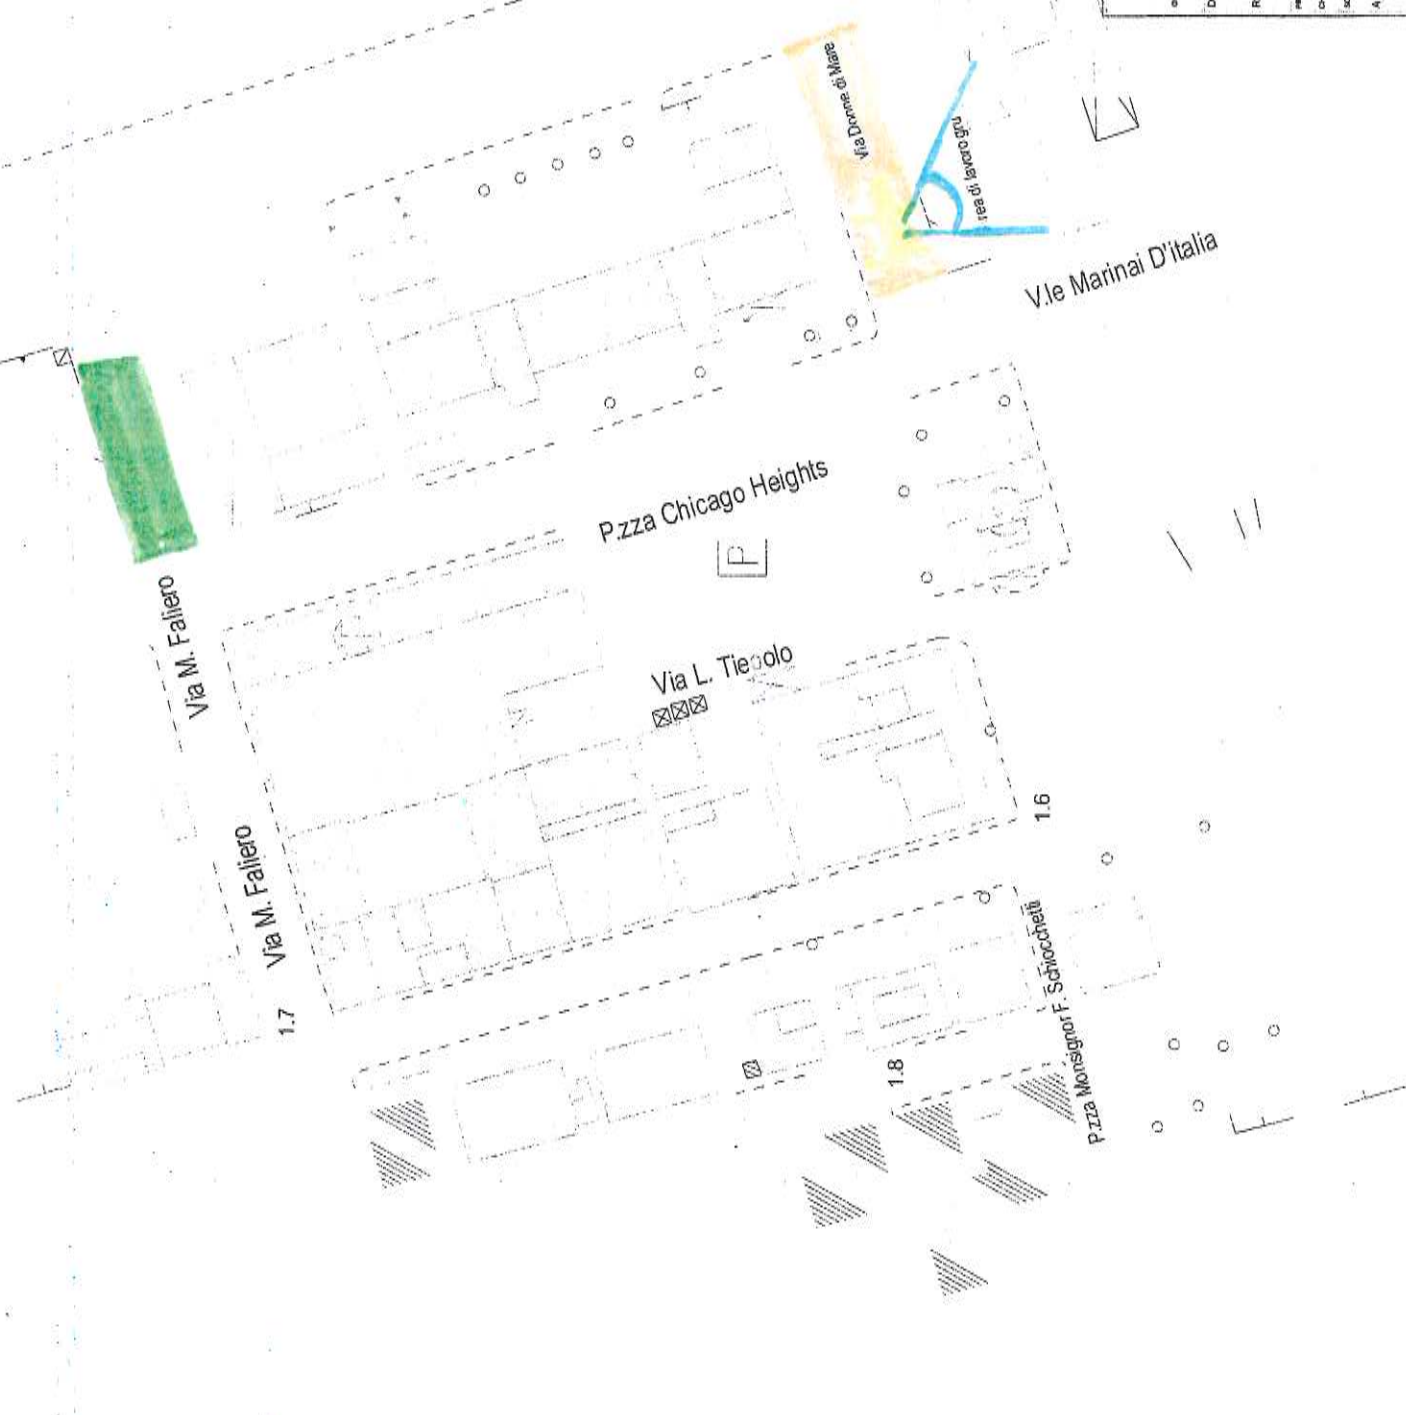 Via Donne di Miane
rea di lavoro gru
V.le Marinai D'italia
P.zza Chicago Heights
P
Via M. Faliero
Via L. Tiepolo
Via M. Faliero
1.6
1.7
1.8
P.zza Monsignor F. Schiocchetti